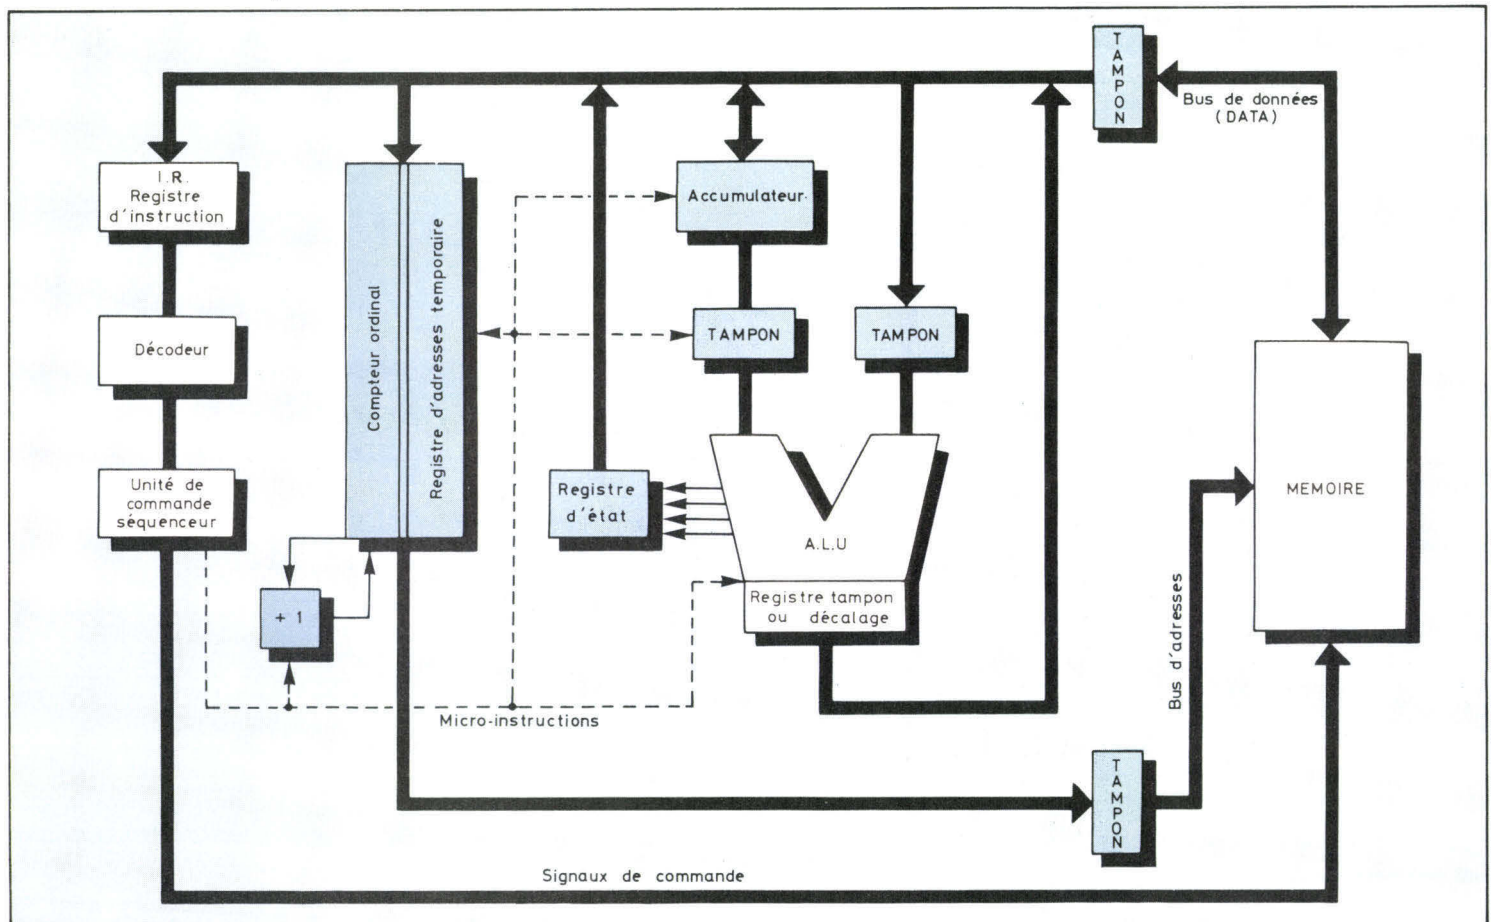 TAMPON
Bus de données
(DATA)
I.R.
Registre
d'instruction
Accumulateur
Compteur ordinal
Registre d'adresses temporaire
TAMPON
TAMPON
Décodeur
Unité de
commande
séquenceur
Registre
d'état
A.L.U
MEMOIRE
+ 1
Registre tampon
ou décalage
Bus d'adresses
Micro-instructions
TAMPON
Signaux de commande